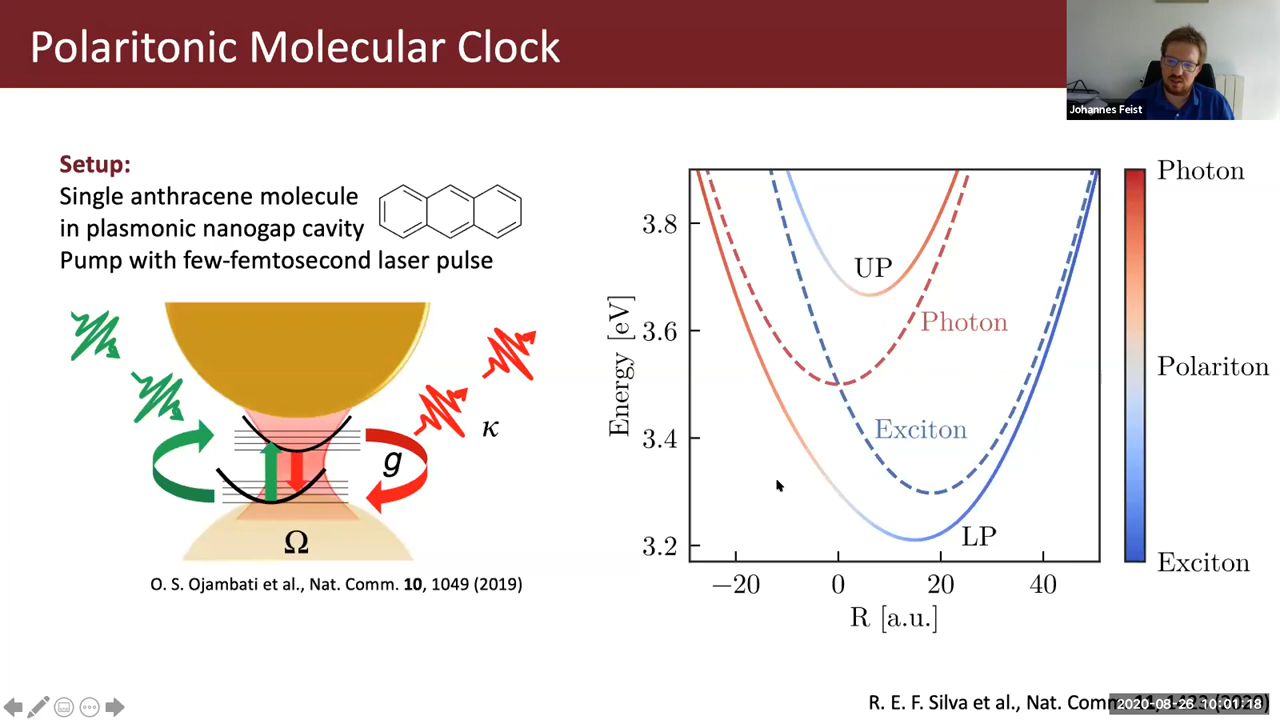 Polaritonic Molecular Clock
Johannes Feist
Setup:
Single anthracene molecule
in plasmonic nanogap cavity
Pump with few-femtosecond laser pulse
κ
g
Ω
O. S. Ojambati et al., Nat. Comm. 10, 1049 (2019)
Energy [eV]
3.8
3.6
3.4
3.2
UP
Photon
Exciton
LP
−20 0 20 40
R [a.u.]
Photon
Polariton
Exciton
R. E. F. Silva et al., Nat. Comm.
2020-08-26 10:01:18